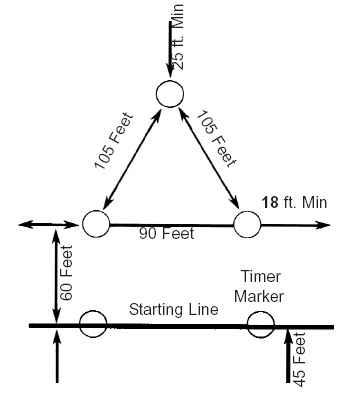 25 ft. Min
105 Feet
105 Feet
18 ft. Min
90 Feet
60 Feet
Timer
Marker
Starting Line
45 Feet